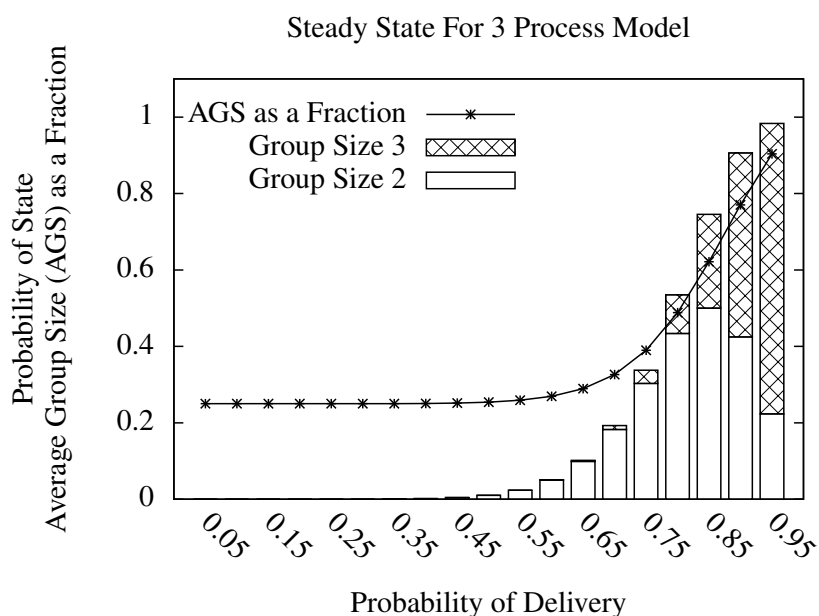 Steady State For 3 Process Model
Probability of State
Average Group Size (AGS) as a Fraction
1
0.8
0.6
0.4
0.2
0
AGS as a Fraction
Group Size 3
Group Size 2
0.05
0.15
0.25
0.35
0.45
0.55
0.65
0.75
0.85
0.95
Probability of Delivery